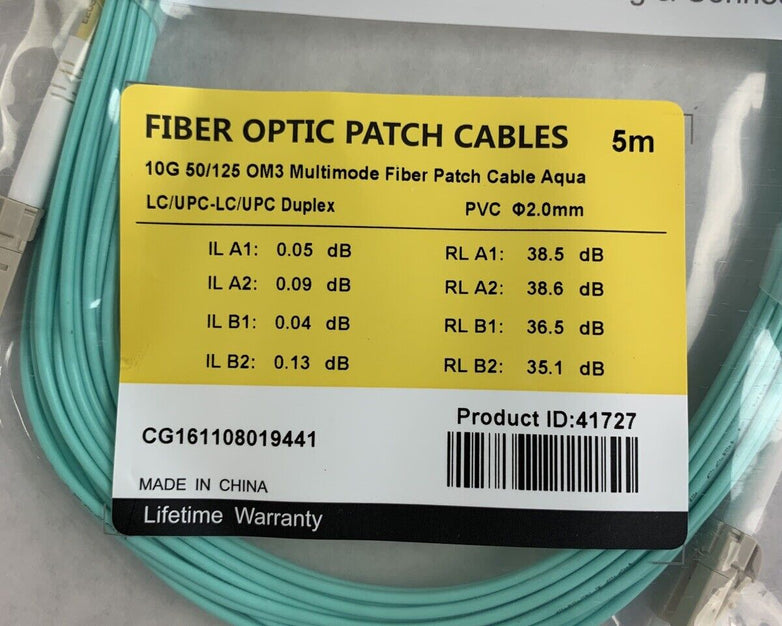 FIBER OPTIC PATCH CABLES 5m
10G 50/125 OM3 Multimode Fiber Patch Cable Aqua
LC/UPC-LC/UPC Duplex PVC Φ2.0mm
IL A1: 0.05 dB RL A1: 38.5 dB
IL A2: 0.09 dB RL A2: 38.6 dB
IL B1: 0.04 dB RL B1: 36.5 dB
IL B2: 0.13 dB RL B2: 35.1 dB
Product ID:41727
CG161108019441
MADE IN CHINA
Lifetime Warranty